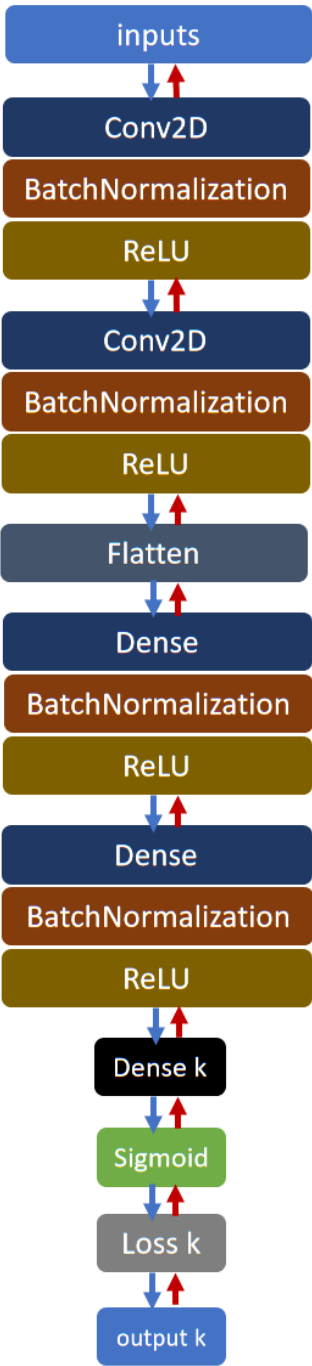 inputs
Conv2D
BatchNormalization
ReLU
Conv2D
BatchNormalization
ReLU
Flatten
Dense
BatchNormalization
ReLU
Dense
BatchNormalization
ReLU
Dense k
Sigmoid
Loss k
output k